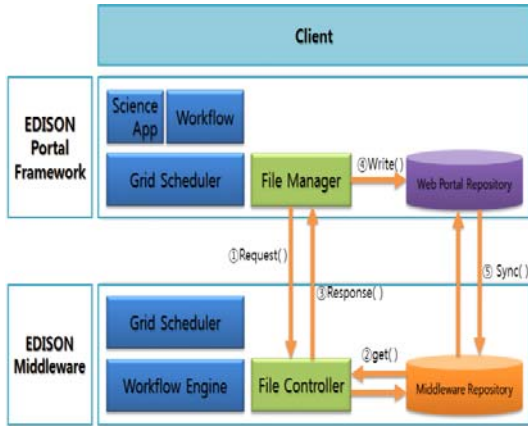 Client
EDISON
Portal
Framework
Science
App
Workflow
Grid Scheduler
File Manager
④Write( )
Web Portal Repository
①Request( )
③Response( )
⑤ Sync( )
EDISON
Middleware
Grid Scheduler
Workflow Engine
File Controller
②get( )
Middleware Repository